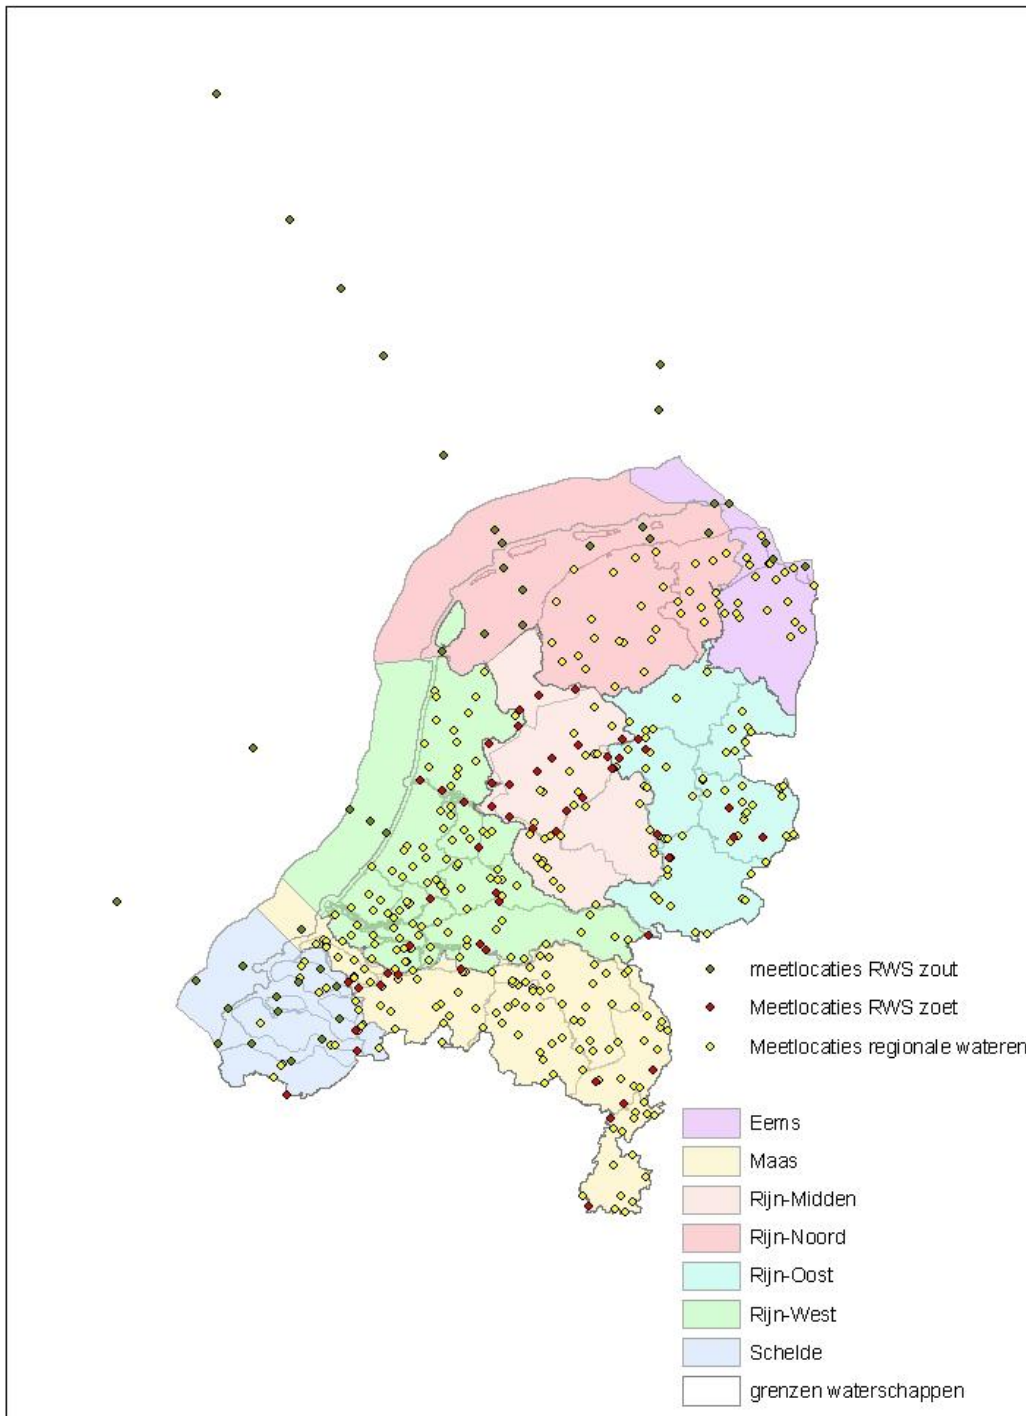 meetlocaties RWS zout
Meetlocaties RWS zoet
Meetlocaties regionale wateren
Eems
Maas
Rijn-Midden
Rijn-Noord
Rijn-Oost
Rijn-West
Schelde
grenzen waterschappen